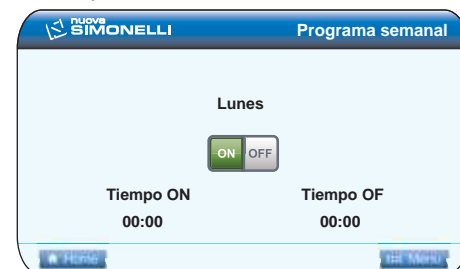 nuova
SIMONELLI
Programa semanal
Lunes
ON OFF
Tiempo ON Tiempo OF
00:00 00:00
Home Menu